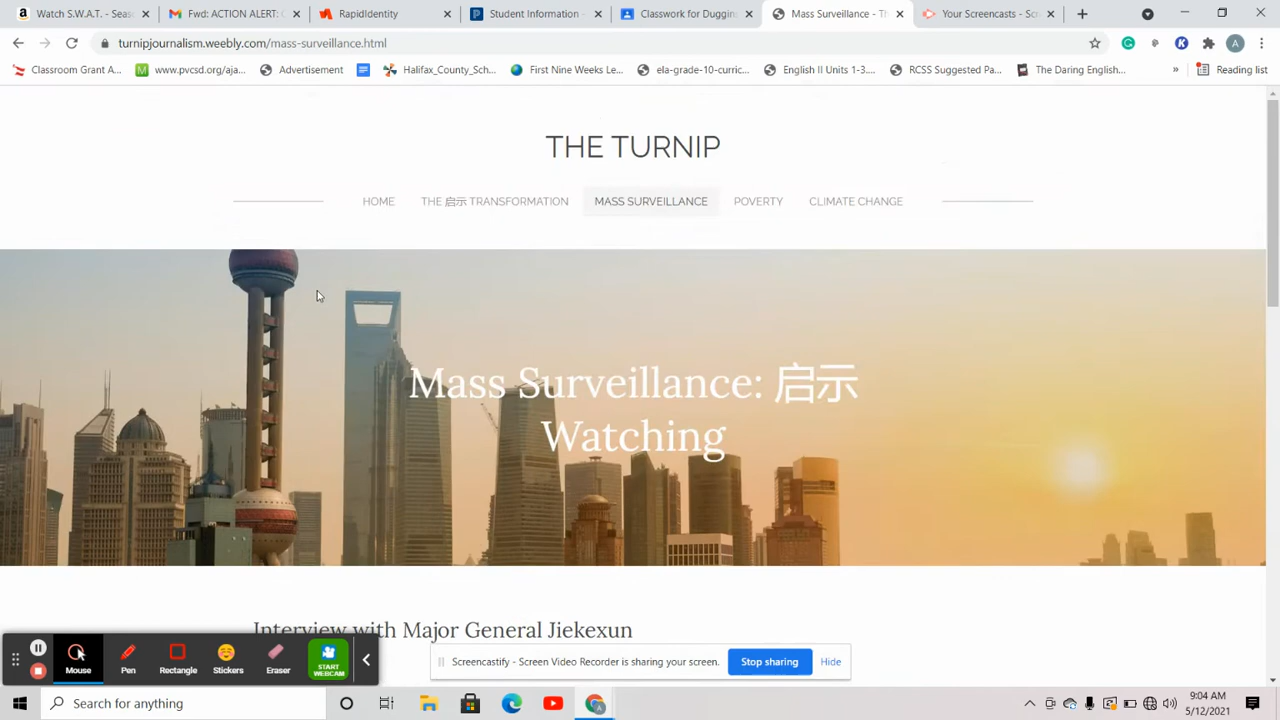 Watch S.W.A.T. - Seas
Fwd: ACTION ALERT: C
RapidIdentity
Student Information -
Classwork for Duggin
Mass Surveillance - Th
Your Screencasts - Scr
turnipjournalism.weebly.com/mass-surveillance.html
A
Classroom Grant A...
www.pvcsd.org/aja...
Advertisement
Halifax_County_Sch...
First Nine Weeks Le...
ela-grade-10-curric...
English II Units 1-3....
RCSS Suggested Pa...
The Daring English...
»
Reading list
THE TURNIP
HOME
THE 启示 TRANSFORMATION
MASS SURVEILLANCE
POVERTY
CLIMATE CHANGE
Mass Surveillance: 启示
Watching
Interview with Major General Jiekexun
Mouse
Pen
Rectangle
Stickers
Eraser
START
WEBCAM
Screencastify - Screen Video Recorder is sharing your screen.
Stop sharing
Hide
Search for anything
9:04 AM
5/12/2021